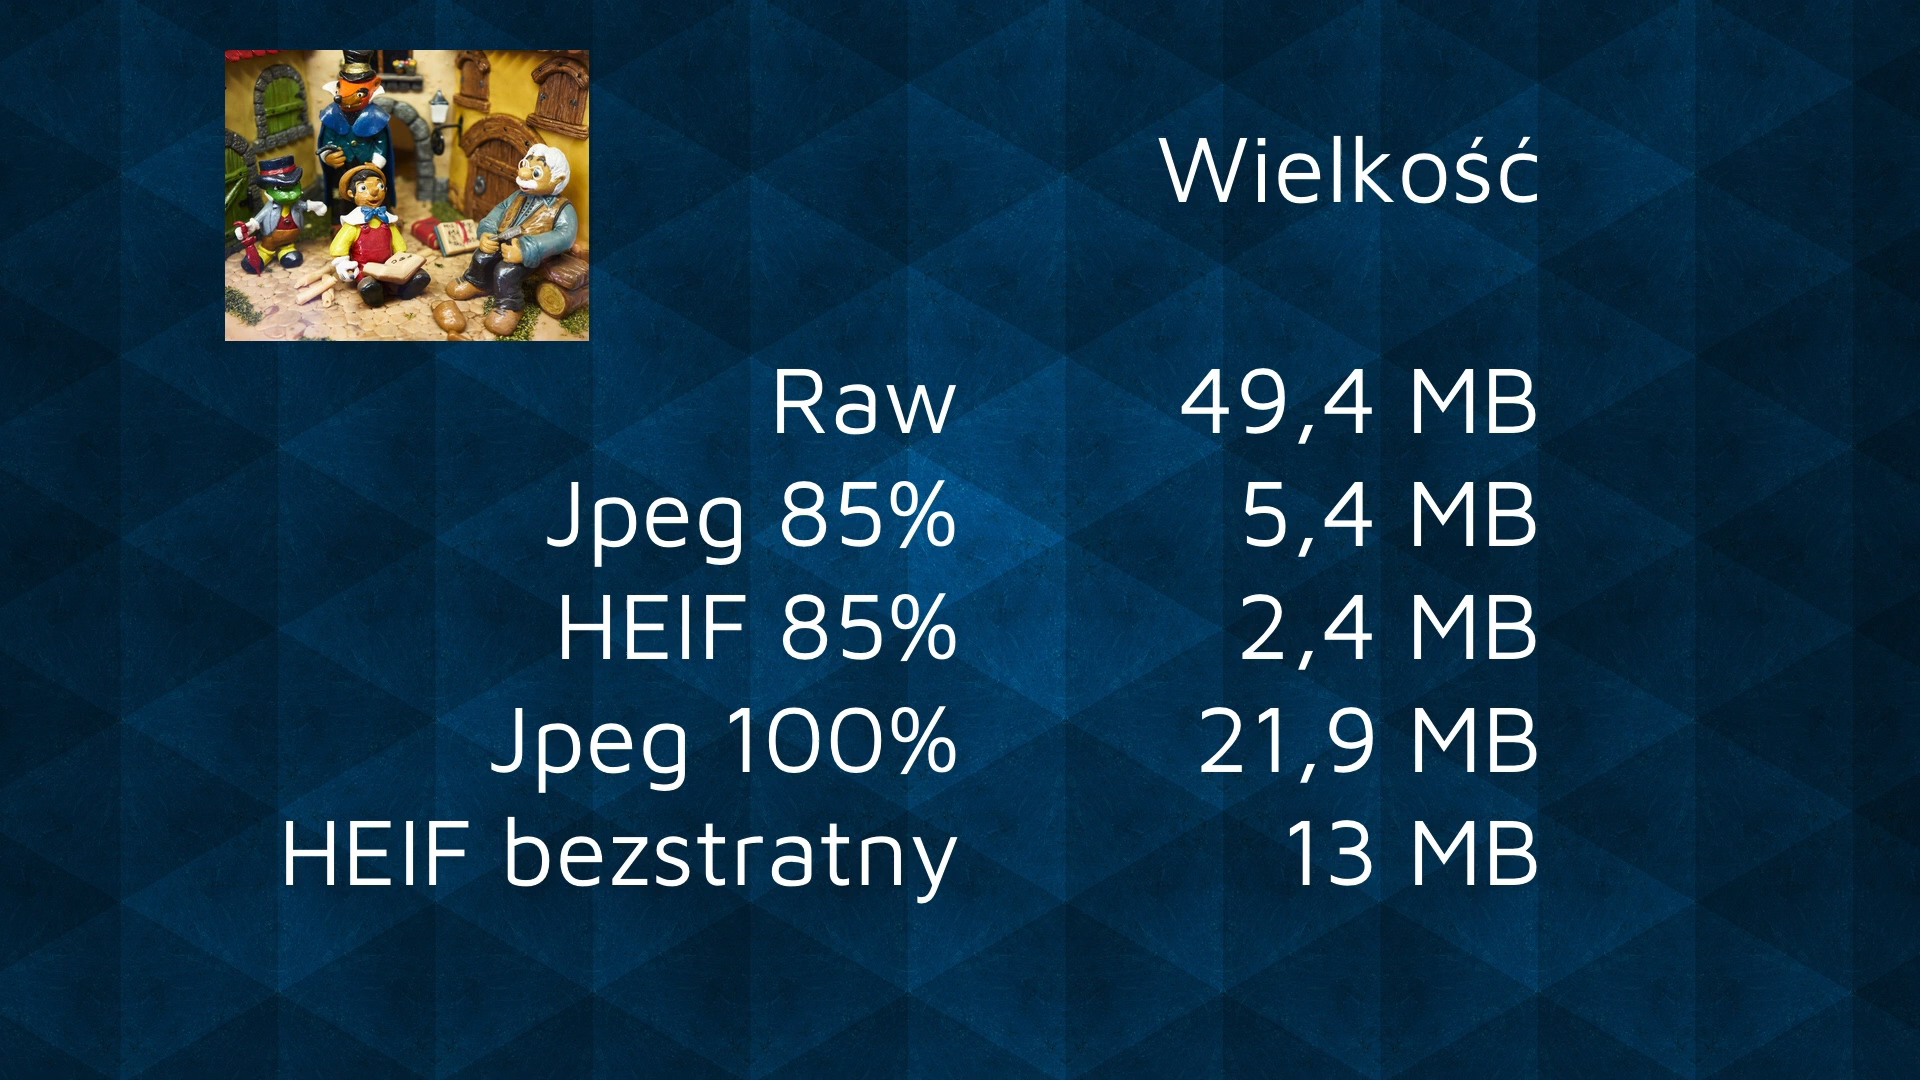 Wielkość
Raw 49,4 MB
Jpeg 85% 5,4 MB
HEIF 85% 2,4 MB
Jpeg 100% 21,9 MB
HEIF bezstratny 13 MB